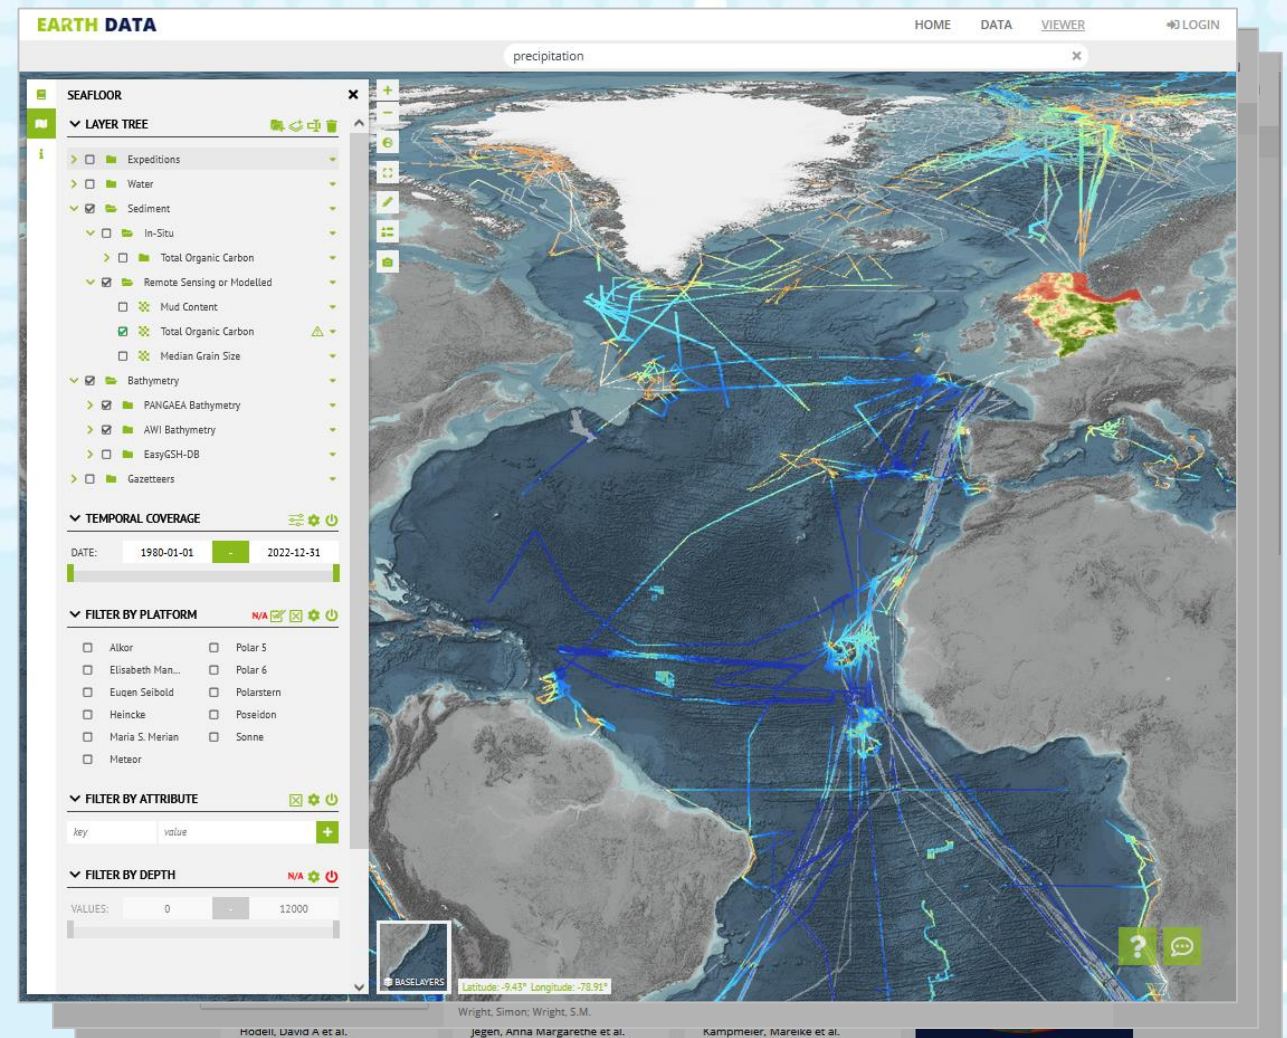 EARTH DATA
HOME DATA VIEWER LOGIN
precipitation
SEAFLOOR
LAYER TREE
Expeditions
Water
Sediment
In-Situ
Total Organic Carbon
Remote Sensing or Modelled
Mud Content
Total Organic Carbon
Median Grain Size
Bathymetry
PANGAEA Bathymetry
AWI Bathymetry
EasyGSH-DB
Gazetteers
TEMPORAL COVERAGE
DATE: 1980-01-01 - 2022-12-31
FILTER BY PLATFORM N/A
Alkor Polar 5
Elisabeth Man... Polar 6
Eugen Seibold Polarstern
Heincke Poseidon
Maria S. Merian Sonne
Meteor
FILTER BY ATTRIBUTE
key value +
FILTER BY DEPTH N/A
VALUES: 0 - 12000
BASELAYERS
Latitude: -9.43° Longitude: -78.91°
?
Wright, Simon; Wright, S.M.
Hodell, David A et al. Jegen, Anna Margarethe et al. Kampmeier, Mareike et al.